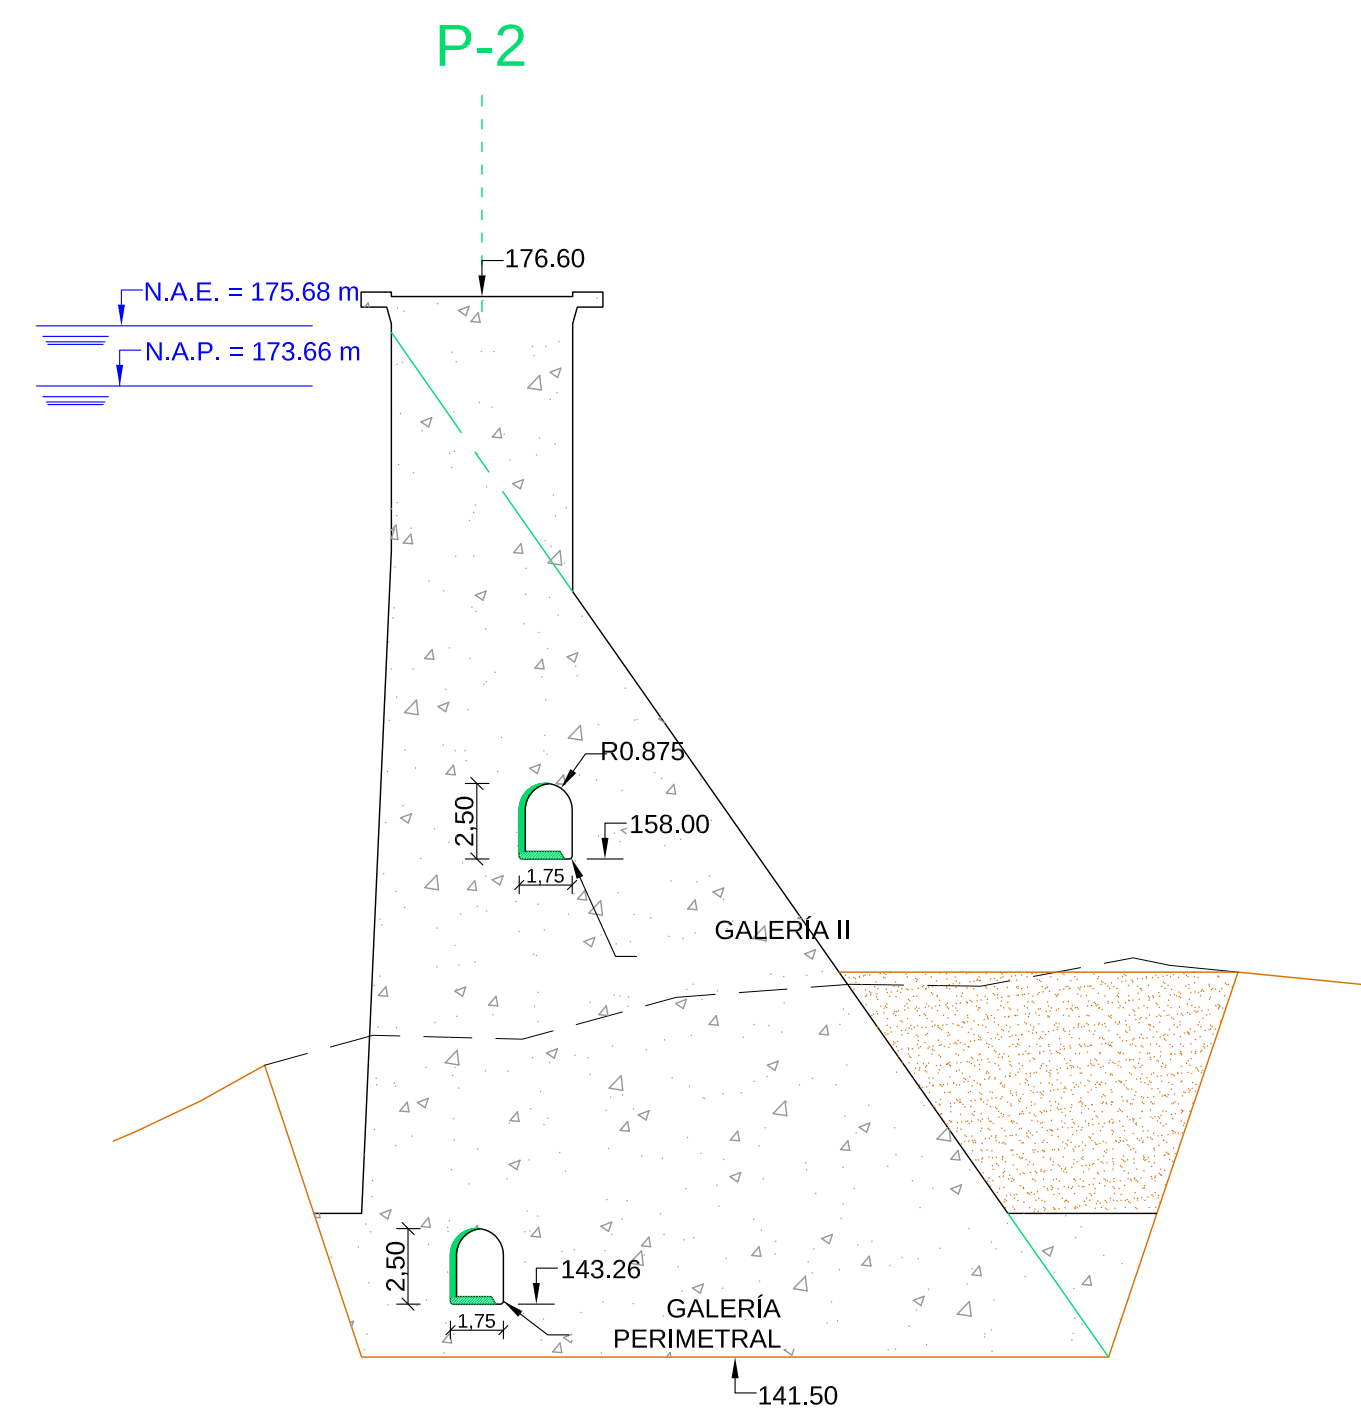 P-2
176.60
N.A.E. = 175.68 m
N.A.P. = 173.66 m
R0.875
2,50
158.00
1,75
GALERÍA II
2,50
143.26
GALERÍA
PERIMETRAL
1,75
141.50